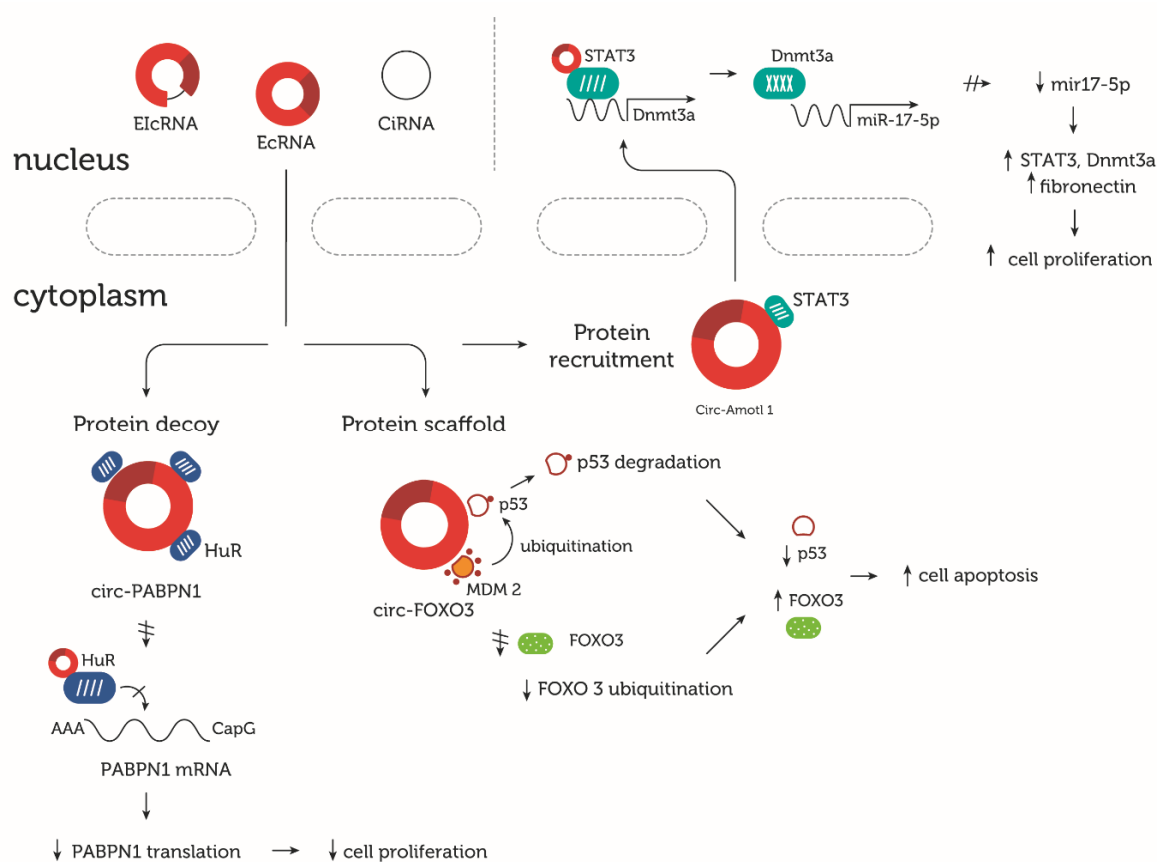 EIcRNA
EcRNA
CiRNA
nucleus
STAT3
Dnmt3a
Dnmt3a
miR-17-5p
mir17-5p
STAT3, Dnmt3a
fibronectin
cell proliferation
cytoplasm
Protein
recruitment
STAT3
Circ-Amotl 1
Protein decoy
HuR
circ-PABPN1
HuR
AAA
CapG
PABPN1 mRNA
PABPN1 translation
cell proliferation
Protein scaffold
p53 degradation
p53
ubiquitination
MDM 2
circ-FOXO3
FOXO3
FOXO 3 ubiquitination
p53
FOXO3
cell apoptosis